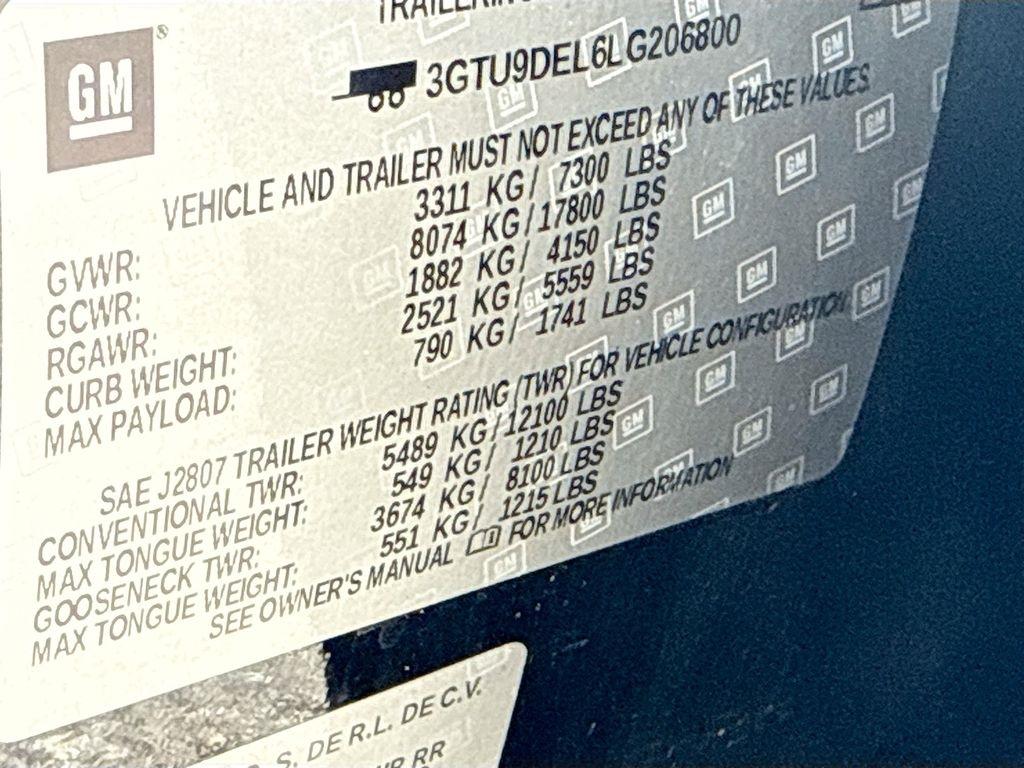 GM
®
3GTU9DEL6LG206800
VEHICLE AND TRAILER MUST NOT EXCEED ANY OF THESE VALUES
GVWR: 3311 KG/ 7300 LBS
GCWR: 8074 KG/17800 LBS
RGAWR: 1882 KG/ 4150 LBS
CURB WEIGHT: 2521 KG/ 5559 LBS
MAX PAYLOAD: 790 KG/ 1741 LBS
SAE J2807 TRAILER WEIGHT RATING (TWR) FOR VEHICLE CONFIGURATION
CONVENTIONAL TWR: 5489 KG/12100 LBS
MAX TONGUE WEIGHT: 549 KG/ 1210 LBS
GOOSENECK TWR: 3674 KG/ 8100 LBS
MAX TONGUE WEIGHT: 551 KG/ 1215 LBS
SEE OWNER'S MANUAL FOR MORE INFORMATION
S. DE R.L. DE C.V.
RR